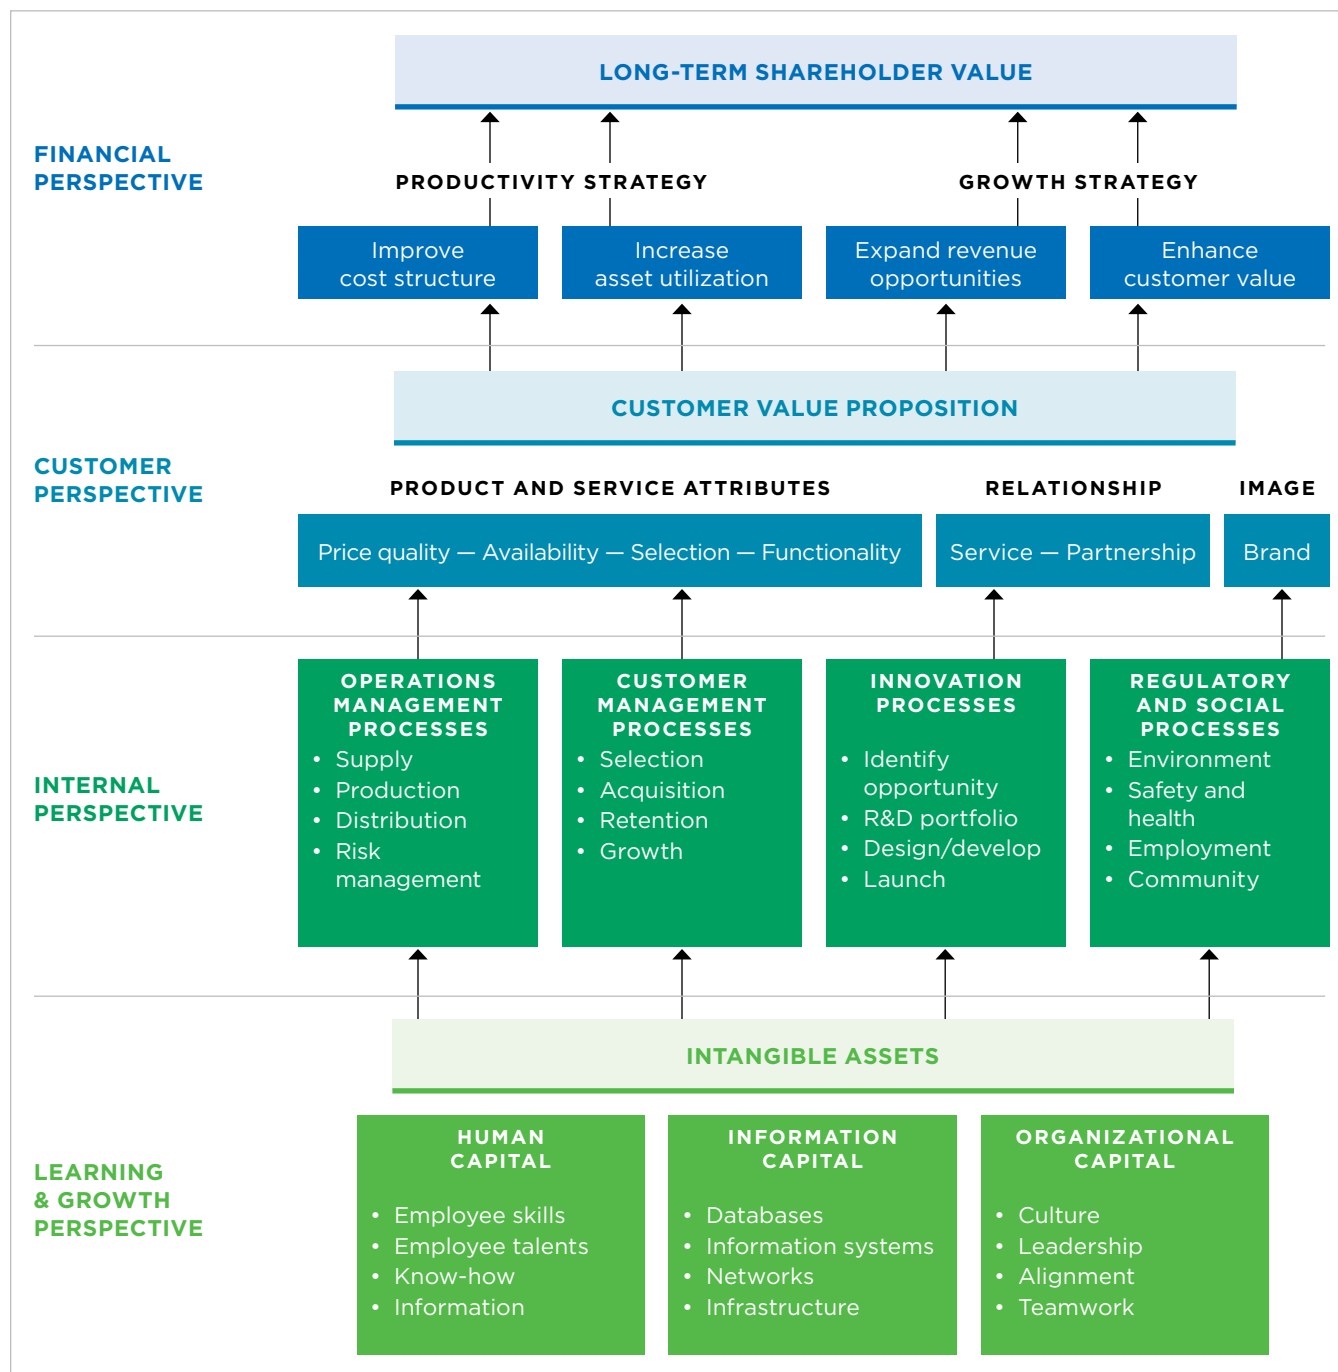 LONG-TERM SHAREHOLDER VALUE
FINANCIAL
PERSPECTIVE
PRODUCTIVITY STRATEGY
GROWTH STRATEGY
Improve
cost structure
Increase
asset utilization
Expand revenue
opportunities
Enhance
customer value
CUSTOMER VALUE PROPOSITION
CUSTOMER
PERSPECTIVE
PRODUCT AND SERVICE ATTRIBUTES
RELATIONSHIP
IMAGE
Price quality — Availability — Selection — Functionality
Service — Partnership
Brand
INTERNAL
PERSPECTIVE
OPERATIONS
MANAGEMENT
PROCESSES
• Supply
• Production
• Distribution
• Risk
management
CUSTOMER
MANAGEMENT
PROCESSES
• Selection
• Acquisition
• Retention
• Growth
INNOVATION
PROCESSES
• Identify
opportunity
• R&D portfolio
• Design/develop
• Launch
REGULATORY
AND SOCIAL
PROCESSES
• Environment
• Safety and
health
• Employment
• Community
INTANGIBLE ASSETS
LEARNING
& GROWTH
PERSPECTIVE
HUMAN
CAPITAL
• Employee skills
• Employee talents
• Know-how
• Information
INFORMATION
CAPITAL
• Databases
• Information systems
• Networks
• Infrastructure
ORGANIZATIONAL
CAPITAL
• Culture
• Leadership
• Alignment
• Teamwork